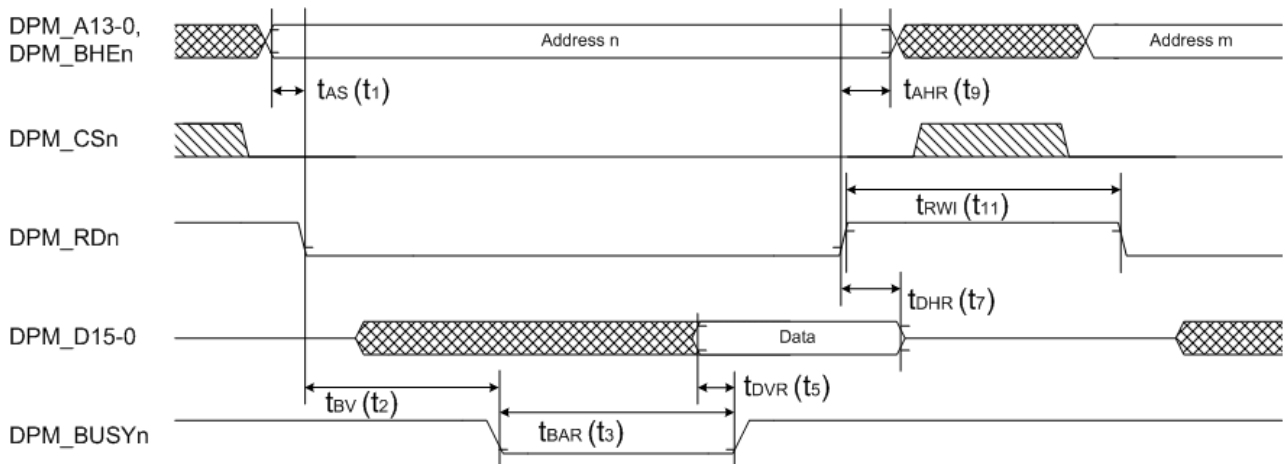 DPM_A13-0,
DPM_BHEn
Address n
Address m
tAS (t1)
tAHR (t9)
DPM_CSn
tRWI (t11)
DPM_RDn
tDHR (t7)
DPM_D15-0
Data
tBV (t2)
tDVR (t5)
tBAR (t3)
DPM_BUSYn